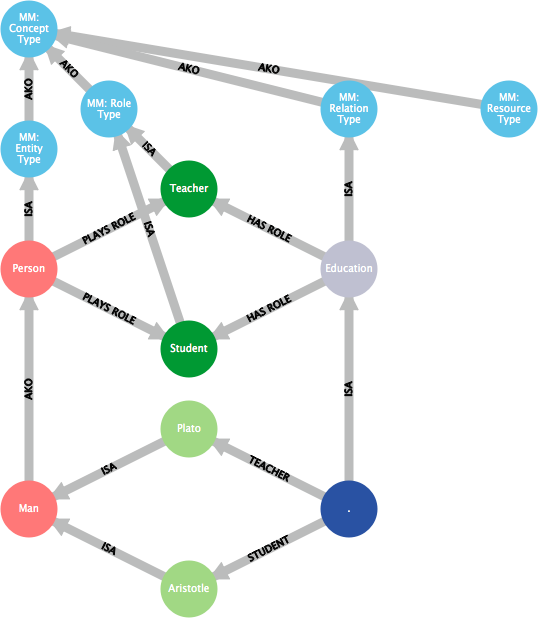 MM:
Concept
Type
AKO
AKO
AKO
AKO
MM: Role
Type
MM:
Relation
Type
MM:
Resource
Type
MM:
Entity
Type
ISA
Teacher
ISA
ISA
PLAYS ROLE
ISA
HAS ROLE
Person
Education
PLAYS ROLE
HAS ROLE
Student
AKO
ISA
Plato
ISA
TEACHER
Man
.
ISA
STUDENT
Aristotle